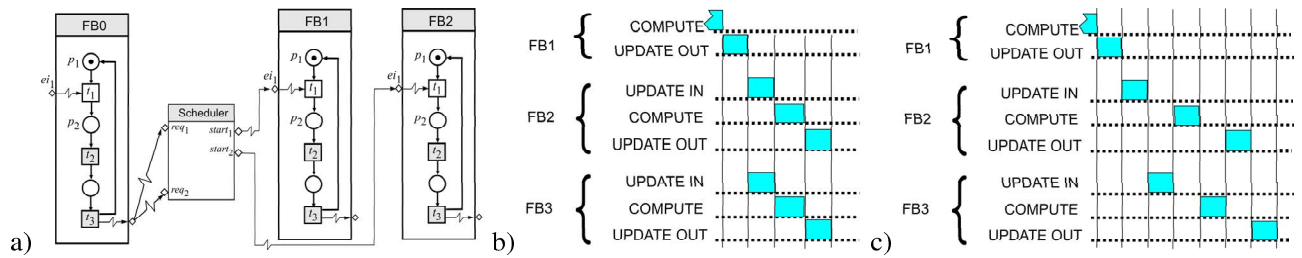 FB0
p1
ei1
t1
p2
t2
t3
Scheduler
req1
start1
start2
req2
FB1
p1
ei1
t1
p2
t2
t3
FB2
p1
ei1
t1
p2
t2
t3
a)
FB1
COMPUTE
UPDATE OUT
FB2
UPDATE IN
COMPUTE
UPDATE OUT
FB3
UPDATE IN
COMPUTE
UPDATE OUT
b)
FB1
COMPUTE
UPDATE OUT
FB2
UPDATE IN
COMPUTE
UPDATE OUT
FB3
UPDATE IN
COMPUTE
UPDATE OUT
c)